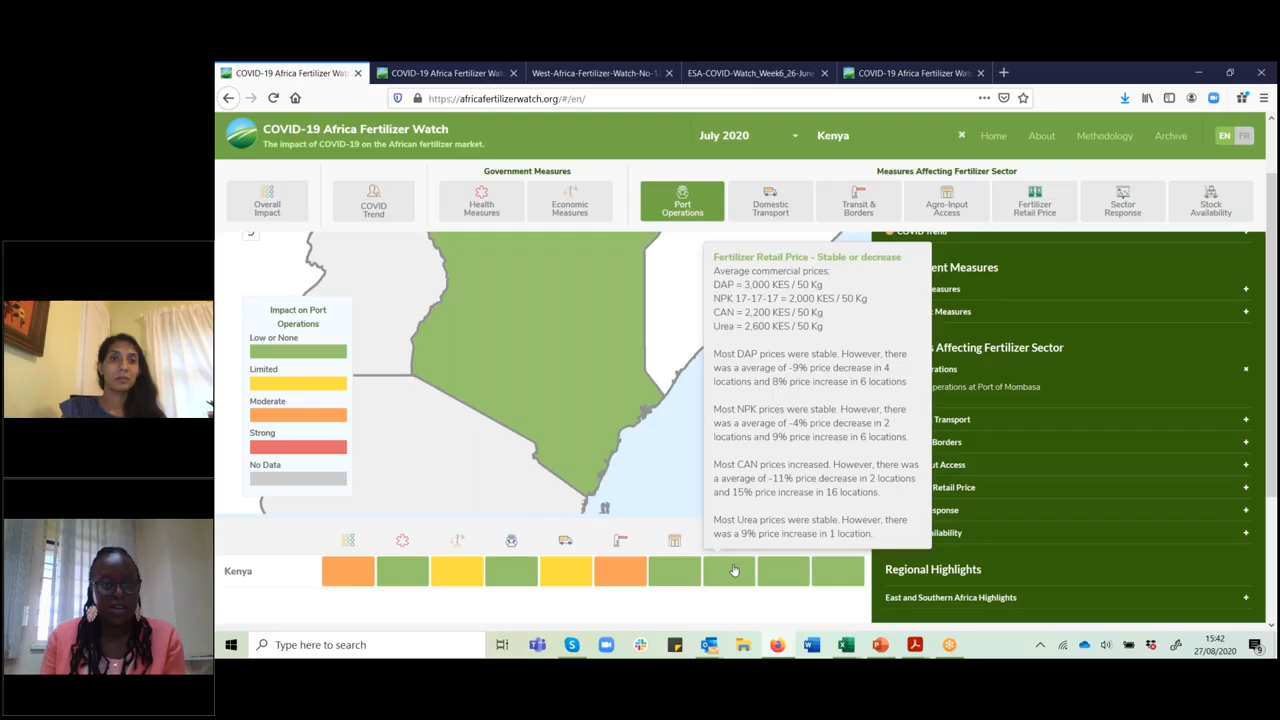 COVID-19 Africa Fertilizer Wat
COVID-19 Africa Fertilizer Wat
West-Africa-Fertilizer-Watch-No-12
ESA-COVID-Watch_Week6_26-June
COVID-19 Africa Fertilizer Wat
https://africafertilizerwatch.org/#/en/
COVID-19 Africa Fertilizer Watch
The impact of COVID-19 on the African fertilizer market.
July 2020
Kenya
Home
About
Methodology
Archive
EN
FR
Government Measures
Measures Affecting Fertilizer Sector
Overall
Impact
COVID
Trend
Health
Measures
Economic
Measures
Port
Operations
Domestic
Transport
Transit &
Borders
Agro-Input
Access
Fertilizer
Retail Price
Sector
Response
Stock
Availability
Impact on Port
Operations
Low or None
Limited
Moderate
Strong
No Data
Fertilizer Retail Price - Stable or decrease
Average commercial prices:
DAP = 3,000 KES / 50 Kg
NPK 17-17-17 = 2,000 KES / 50 Kg
CAN = 2,200 KES / 50 Kg
Urea = 2,600 KES / 50 Kg
Most DAP prices were stable. However, there
was a average of -9% price decrease in 4
locations and 8% price increase in 6 locations
Most NPK prices were stable. However, there
was a average of -4% price decrease in 2
locations and 9% price increase in 6 locations.
Most CAN prices increased. However, there was
a average of -11% price decrease in 2 locations
and 15% price increase in 16 locations.
Most Urea prices were stable. However, there
was a 9% price increase in 1 location.
COVID Trend
ent Measures
easures
t Measures
s Affecting Fertilizer Sector
erations
perations at Port of Mombasa
Transport
Borders
ut Access
Retail Price
esponse
ailability
Regional Highlights
East and Southern Africa Highlights
Kenya
Type here to search
15:42
27/08/2020